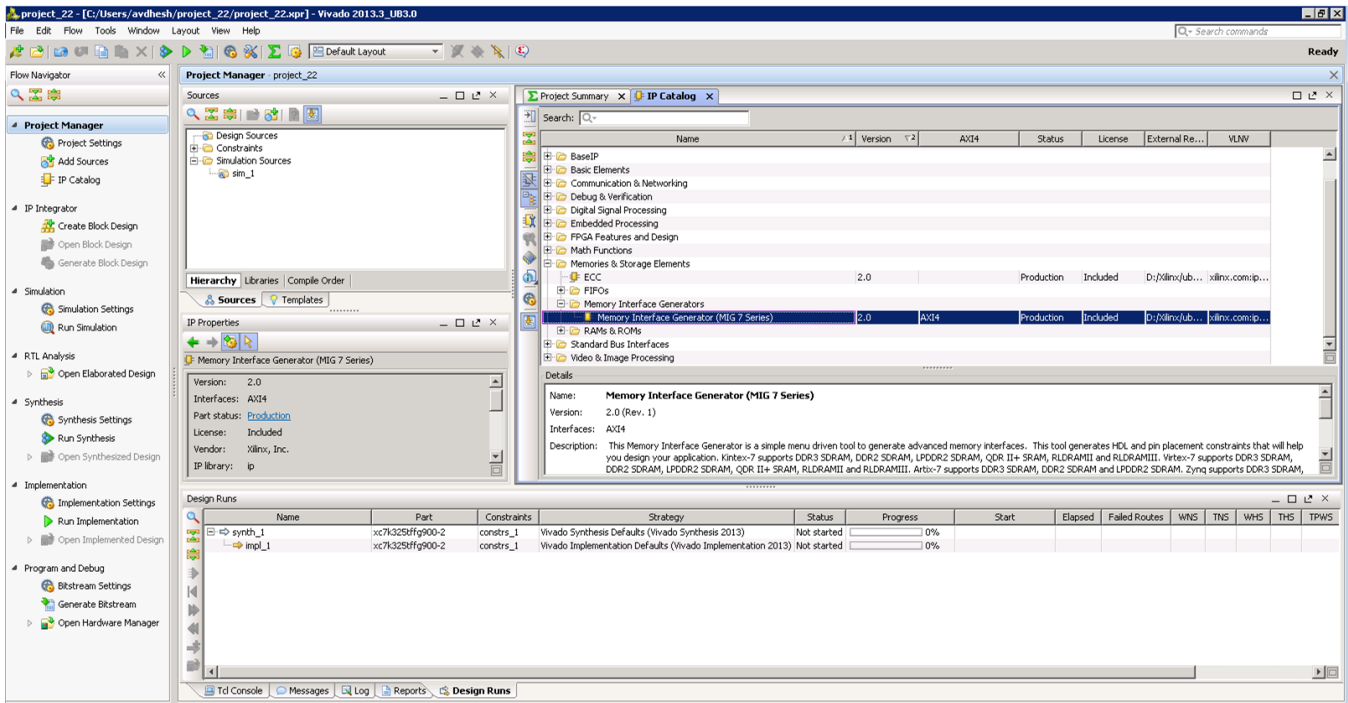 project_22 - [C:/Users/avdhesh/project_22/project_22.xpr] - Vivado 2013.3_UB3.0
File Edit Flow Tools Window Layout View Help
Search commands
Default Layout
Ready
Flow Navigator
Project Manager
Project Settings
Add Sources
IP Catalog
IP Integrator
Create Block Design
Open Block Design
Generate Block Design
Simulation
Simulation Settings
Run Simulation
RTL Analysis
Open Elaborated Design
Synthesis
Synthesis Settings
Run Synthesis
Open Synthesized Design
Implementation
Implementation Settings
Run Implementation
Open Implemented Design
Program and Debug
Bitstream Settings
Generate Bitstream
Open Hardware Manager
Project Manager - project_22
Sources
Design Sources
Constraints
Simulation Sources
sim_1
Hierarchy Libraries Compile Order
Sources Templates
IP Properties
Memory Interface Generator (MIG 7 Series)
Version: 2.0
Interfaces: AXI4
Part status: Production
License: Included
Vendor: Xilinx, Inc.
IP library: ip
Project Summary IP Catalog
Search:
Name 1 Version 2 AXI4 Status License External Re... VLNV
BaseIP
Basic Elements
Communication & Networking
Debug & Verification
Digital Signal Processing
Embedded Processing
FPGA Features and Design
Math Functions
Memories & Storage Elements
ECC 2.0 Production Included D:/Xilinx/ub... xilinx.com:ip...
FIFOs
Memory Interface Generators
Memory Interface Generator (MIG 7 Series) 2.0 AXI4 Production Included D:/Xilinx/ub... xilinx.com:ip...
RAMs & ROMs
Standard Bus Interfaces
Video & Image Processing
Details
Name: Memory Interface Generator (MIG 7 Series)
Version: 2.0 (Rev. 1)
Interfaces: AXI4
Description: This Memory Interface Generator is a simple menu driven tool to generate advanced memory interfaces. This tool generates HDL and pin placement constraints that will help
you design your application. Kintex-7 supports DDR3 SDRAM, DDR2 SDRAM, LPDDR2 SDRAM, QDR II+ SRAM, RLDRAMII and RLDRAMIII. Virtex-7 supports DDR3 SDRAM,
DDR2 SDRAM, LPDDR2 SDRAM, QDR II+ SRAM, RLDRAMII and RLDRAMIII. Artix-7 supports DDR3 SDRAM, DDR2 SDRAM and LPDDR2 SDRAM. Zynq supports DDR3 SDRAM,
Design Runs
Name Part Constraints Strategy Status Progress Start Elapsed Failed Routes WNS TNS WHS THS TPWS
synth_1 xc7k325tffg900-2 constrs_1 Vivado Synthesis Defaults (Vivado Synthesis 2013) Not started 0%
impl_1 xc7k325tffg900-2 constrs_1 Vivado Implementation Defaults (Vivado Implementation 2013) Not started 0%
Tcl Console Messages Log Reports Design Runs